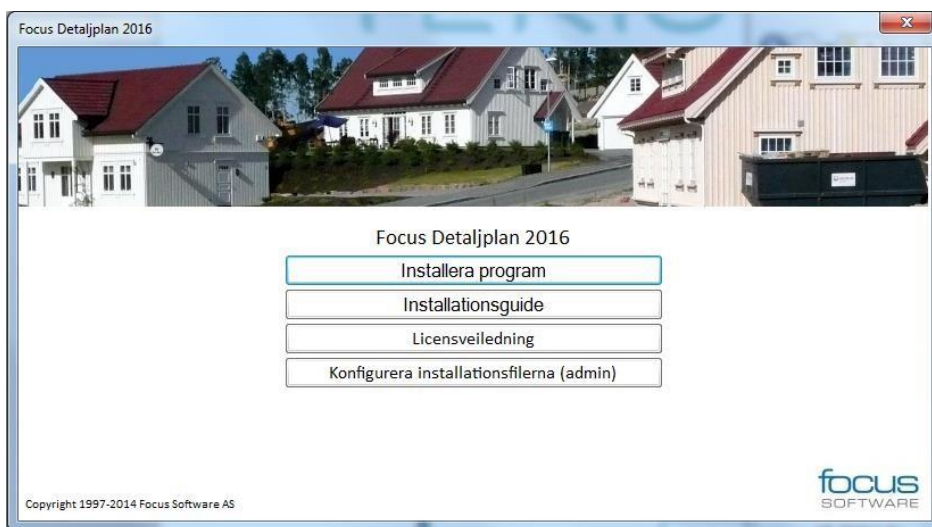 Focus Detaljplan 2016
Focus Detaljplan 2016
Installera program
Installationsguide
Licensveiledning
Konfigurera installationsfilerna (admin)
Copyright 1997-2014 Focus Software AS
focus
SOFTWARE